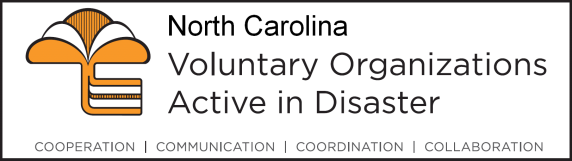 North Carolina
Voluntary Organizations
Active in Disaster
COOPERATION | COMMUNICATION | COORDINATION | COLLABORATION